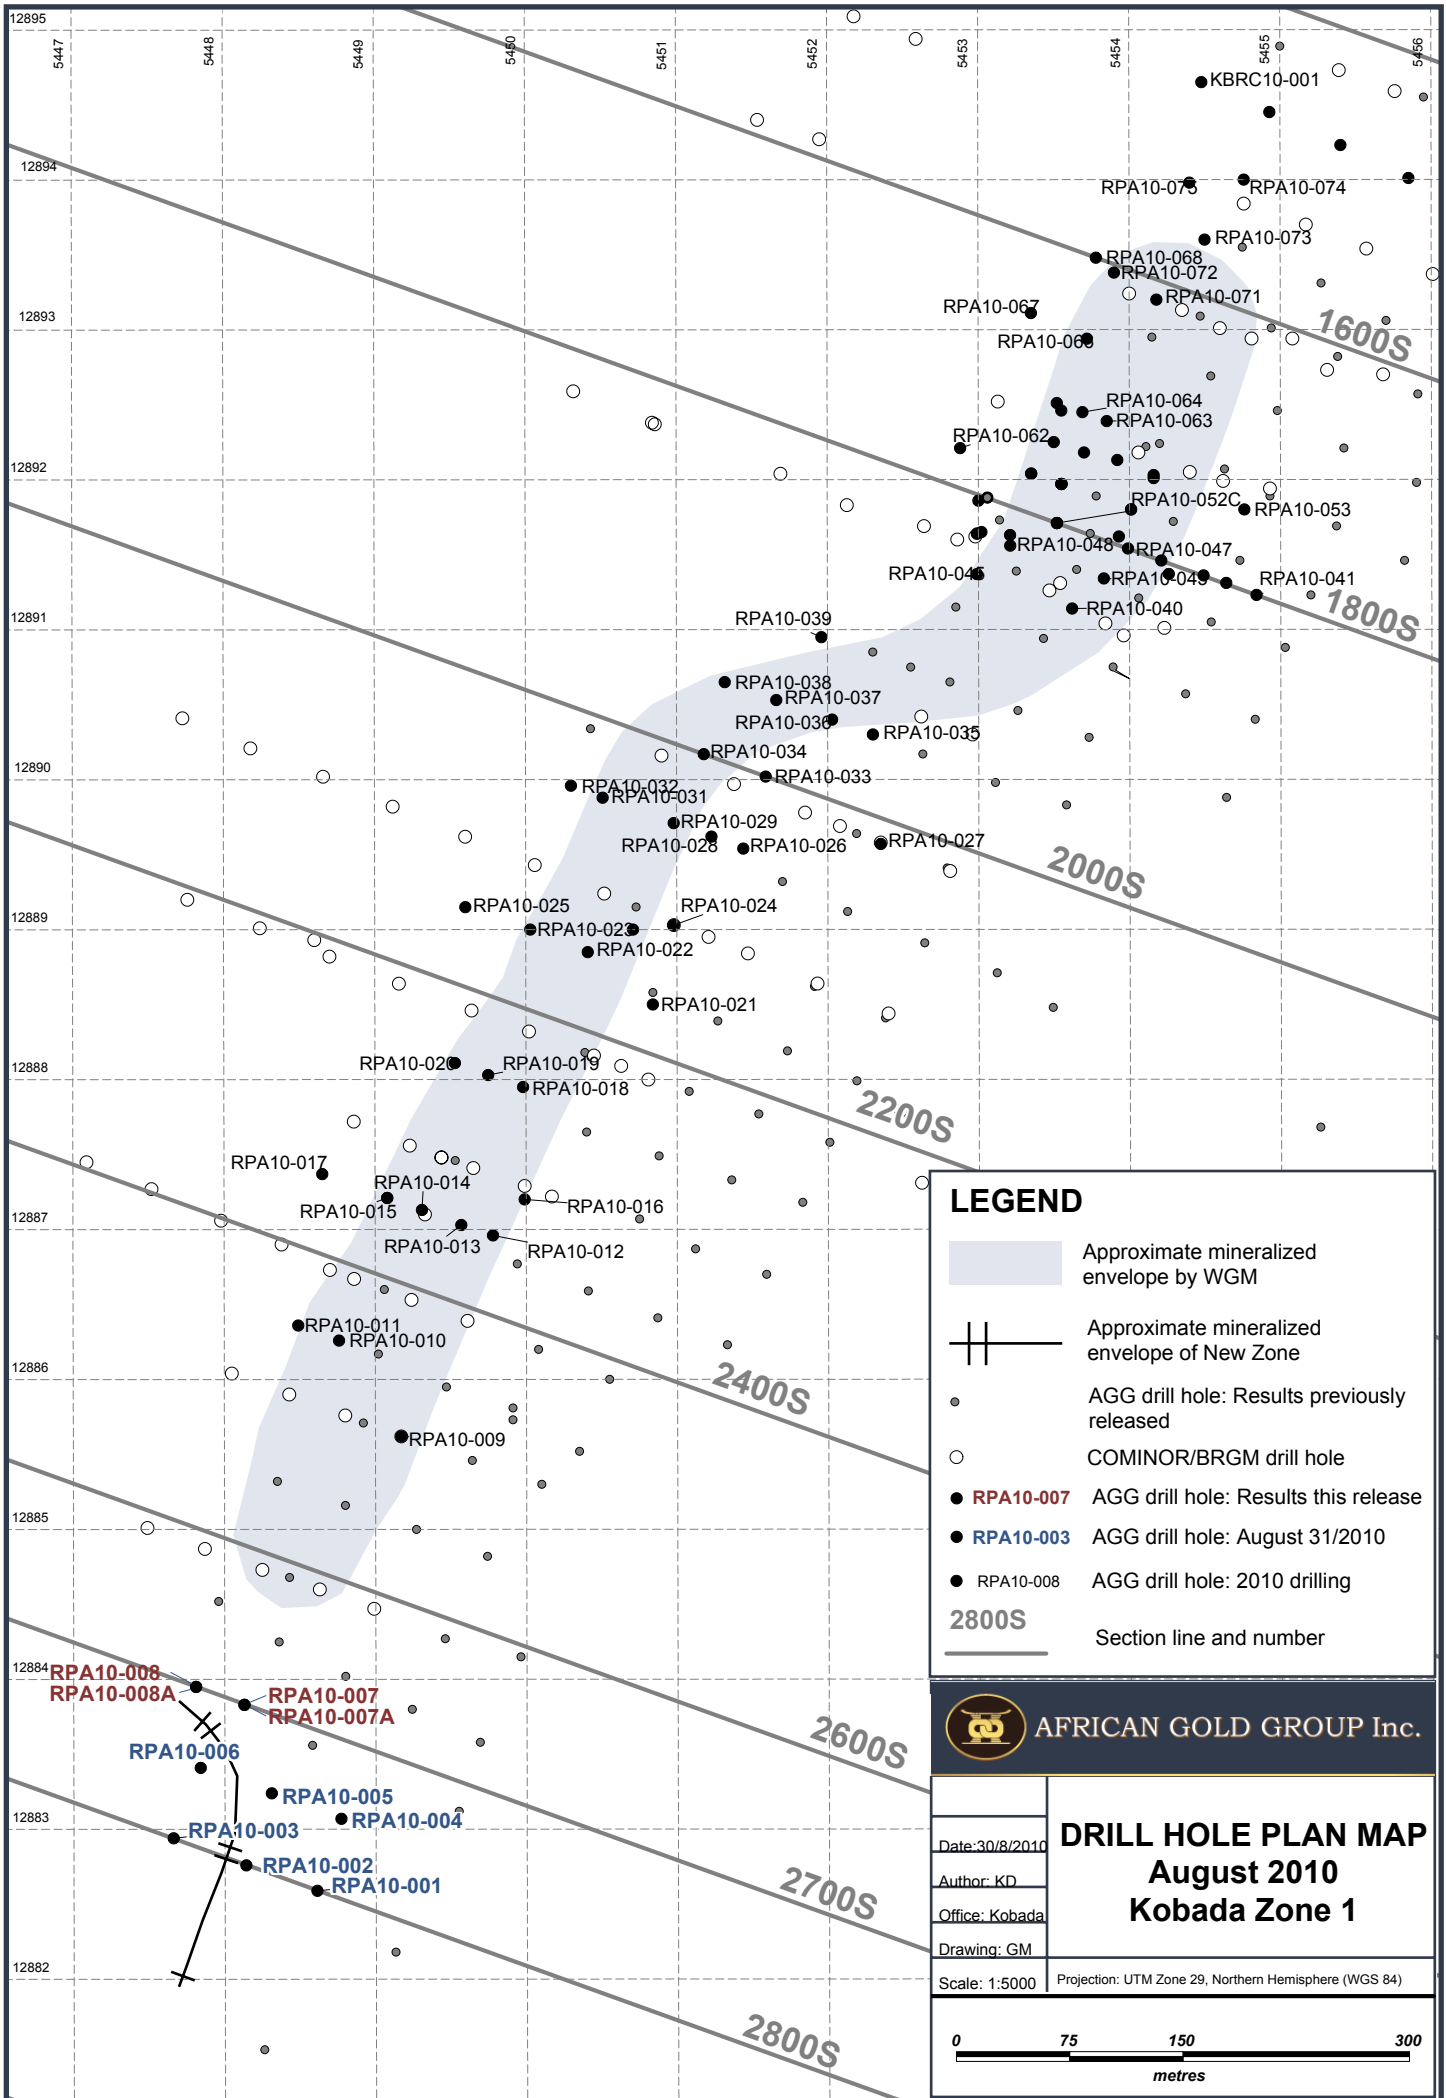 12895
5447
5448
5449
5450
5451
5452
5453
5454
5455
5456
KBRC10-001
12894
RPA10-075
RPA10-074
RPA10-073
RPA10-068
RPA10-072
RPA10-071
RPA10-067
12893
1600S
RPA10-064
RPA10-063
RPA10-062
12892
RPA10-052C
RPA10-053
RPA10-048
RPA10-047
RPA10-041
RPA10-040
1800S
12891
RPA10-039
RPA10-038
RPA10-037
RPA10-036
RPA10-035
RPA10-034
12890
RPA10-033
RPA10-032
RPA10-031
RPA10-029
RPA10-028
RPA10-026
RPA10-027
2000S
RPA10-025
RPA10-024
12889
RPA10-023
RPA10-022
RPA10-021
12888
RPA10-020
RPA10-019
RPA10-018
2200S
RPA10-017
RPA10-014
RPA10-015
RPA10-016
12887
RPA10-013
RPA10-012
RPA10-011
RPA10-010
12886
2400S
RPA10-009
12885
12884
RPA10-008
RPA10-008A
RPA10-007
RPA10-007A
2600S
RPA10-006
RPA10-005
RPA10-004
12883
RPA10-003
RPA10-002
RPA10-001
2700S
12882
2800S
LEGEND
Approximate mineralized
envelope by WGM
Approximate mineralized
envelope of New Zone
AGG drill hole: Results previously
released
COMINOR/BRGM drill hole
RPA10-007 AGG drill hole: Results this release
RPA10-003 AGG drill hole: August 31/2010
RPA10-008 AGG drill hole: 2010 drilling
2800S
Section line and number
AFRICAN GOLD GROUP Inc.
Date:30/8/2010
Author: KD
Office: Kobada
Drawing: GM
Scale: 1:5000
DRILL HOLE PLAN MAP
August 2010
Kobada Zone 1
Projection: UTM Zone 29, Northern Hemisphere (WGS 84)
0 75 150 300
metres